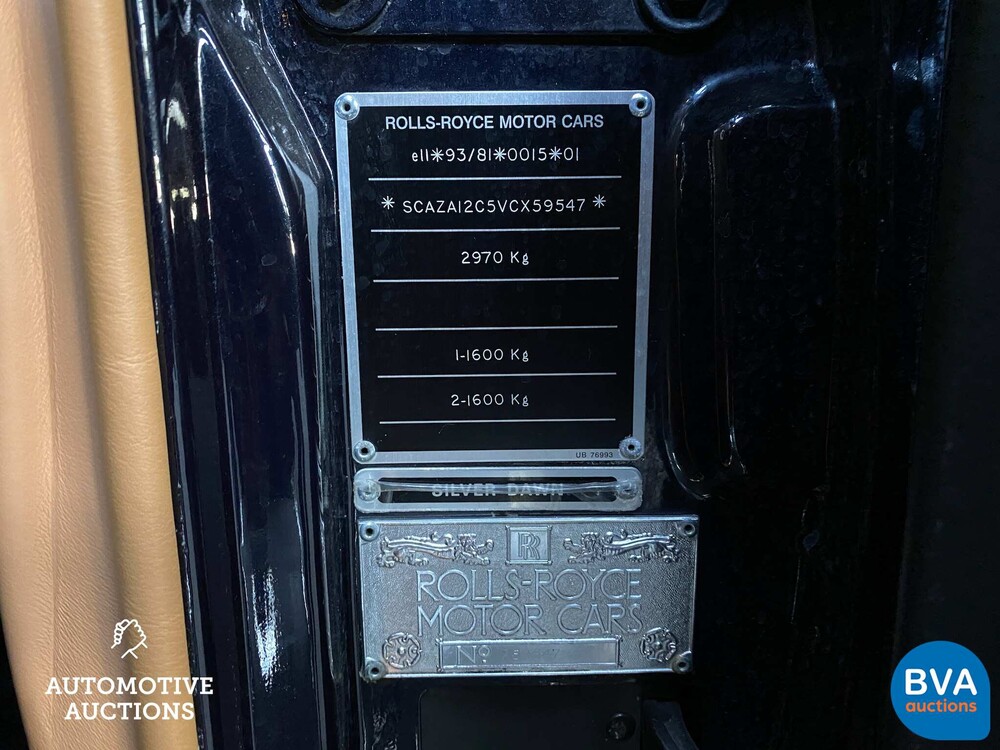 ROLLS-ROYCE MOTOR CARS
e11*93/81*0015*01
* SCAZA12C5VCX59547 *
2970 Kg
1-1600 Kg
2-1600 Kg
UB 76993
SILVER DAWN
RR
ROLLS-ROYCE
MOTOR CARS
Nº
AUTOMOTIVE
AUCTIONS
BVA
auctions